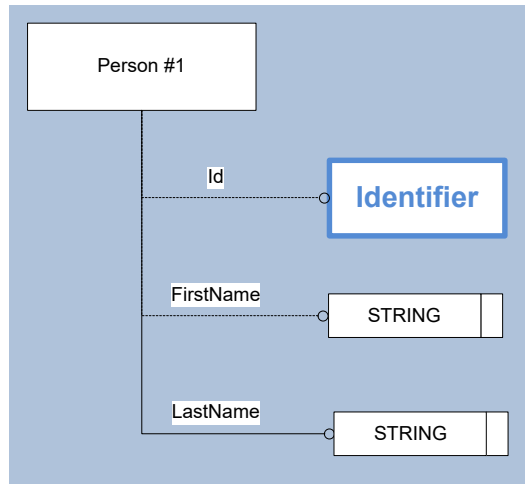 Person #1
Id
Identifier
FirstName
STRING
LastName
STRING